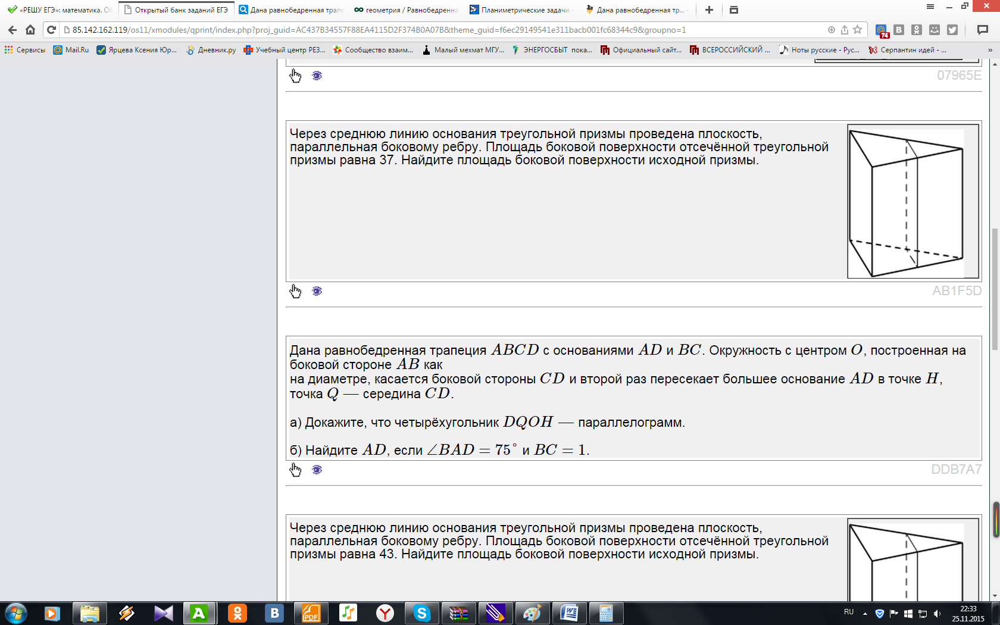 «РЕШУ ЕГЭ»: математика. Об
Открытый банк заданий ЕГЭ
Дана равнобедренная трапе
геометрия / Равнобедренна
Планиметрические задачи -
Дана равнобедренная тр... -
85.142.162.119/os11/xmodules/qprint/index.php?proj_guid=AC437B34557F88EA4115D2F374B0A07B&theme_guid=f6ec29149541e311bacb001fc68344c9&groupno=1
74
Сервисы
Mail.Ru
Ярцева Ксения Юр...
Дневник.ру
Учебный центр РЕЗ...
Сообщество взаим...
Малый мехмат МГУ...
ЭНЕРГОСБЫТ пока...
Официальный сайт...
ВСЕРОССИЙСКИЙ ...
Ноты русские - Рус...
Серпантин идей - ...
»
07965E
Через среднюю линию основания треугольной призмы проведена плоскость,
параллельная боковому ребру. Площадь боковой поверхности отсечённой треугольной
призмы равна 37. Найдите площадь боковой поверхности исходной призмы.
AB1F5D
Дана равнобедренная трапеция ABCD с основаниями AD и BC. Окружность с центром O, построенная на
боковой стороне AB как
на диаметре, касается боковой стороны CD и второй раз пересекает большее основание AD в точке H,
точка Q — середина CD.
а) Докажите, что четырёхугольник DQOH — параллелограмм.
б) Найдите AD, если ∠BAD = 75° и BC = 1.
DDB7A7
Через среднюю линию основания треугольной призмы проведена плоскость,
параллельная боковому ребру. Площадь боковой поверхности отсечённой треугольной
призмы равна 43. Найдите площадь боковой поверхности исходной призмы.
PDF
RU
22:33
25.11.2015